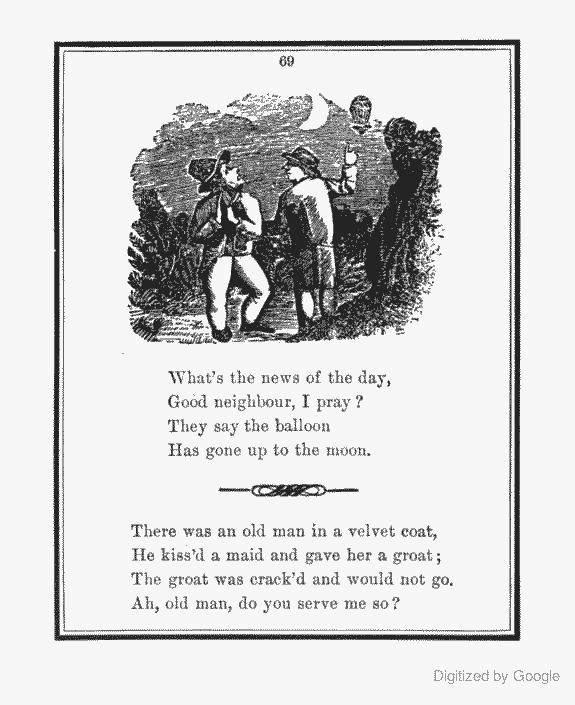 69
What's the news of the day,
Good neighbour, I pray?
They say the balloon
Has gone up to the moon.
There was an old man in a velvet coat,
He kiss'd a maid and gave her a groat;
The groat was crack'd and would not go.
Ah, old man, do you serve me so?
Digitized by Google